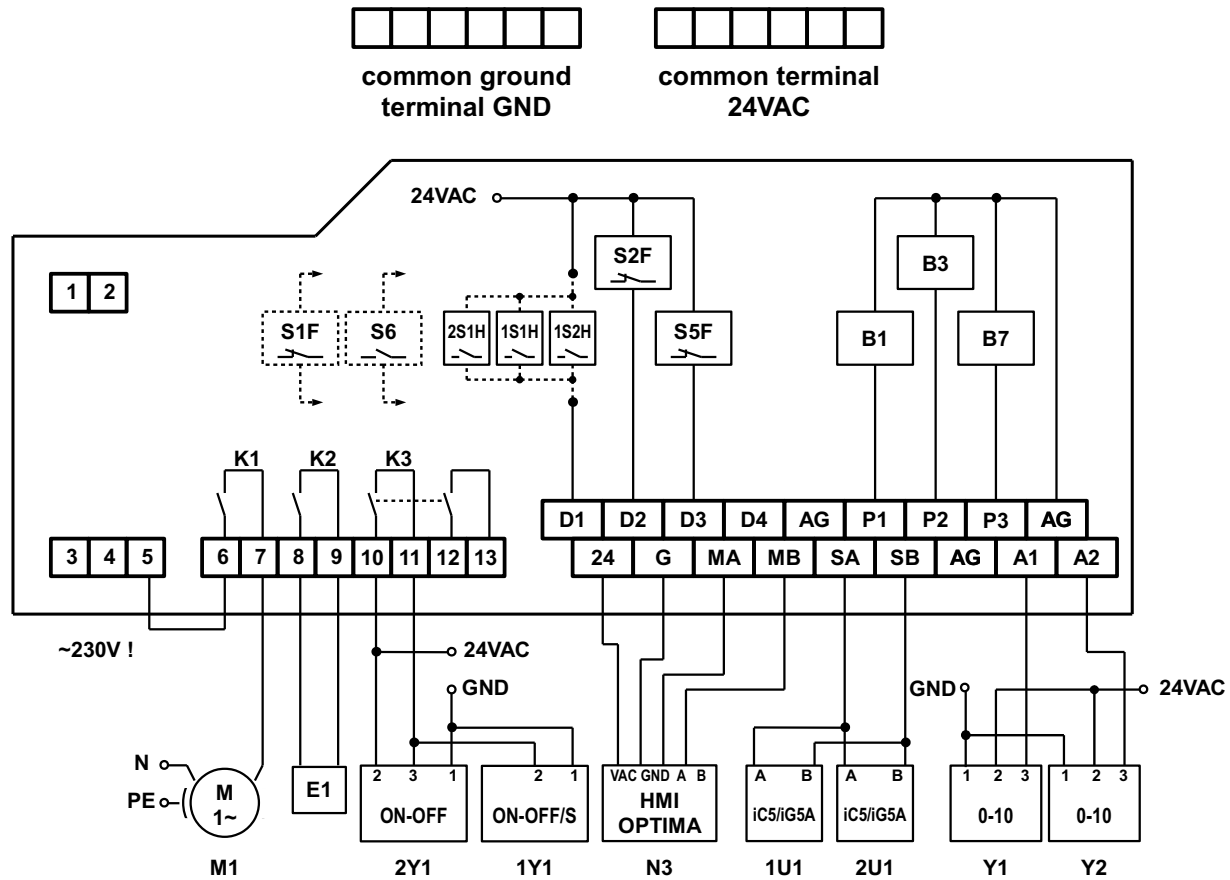 common ground
terminal GND
common terminal
24VAC
24VAC
S2F
B3
1 2
S1F S6 2S1H 1S1H 1S2H S5F B1 B7
K1 K2 K3
D1 D2 D3 D4 AG P1 P2 P3 AG
3 4 5 6 7 8 9 10 11 12 13 24 G MA MB SA SB AG A1 A2
~230V !
24VAC
GND
GND
24VAC
N
PE
M
1~
E1
2 3 1
ON-OFF
2 1
ON-OFF/S
VAC GND A B
HMI
OPTIMA
A B
iC5/iG5A
A B
iC5/iG5A
1 2 3
0-10
1 2 3
0-10
M1 2Y1 1Y1 N3 1U1 2U1 Y1 Y2